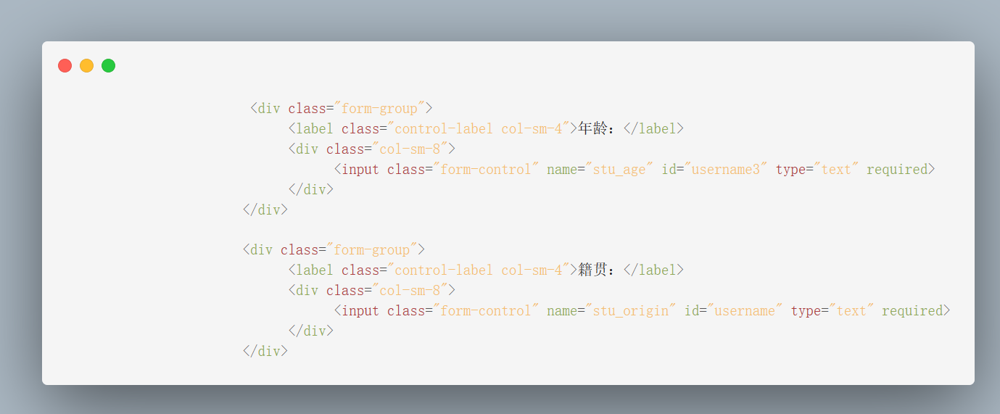 <div class="form-group">
<label class="control-label col-sm-4">年龄：</label>
<div class="col-sm-8">
<input class="form-control" name="stu_age" id="username3" type="text" required>
</div>
</div>
<div class="form-group">
<label class="control-label col-sm-4">籍贯：</label>
<div class="col-sm-8">
<input class="form-control" name="stu_origin" id="username" type="text" required>
</div>
</div>